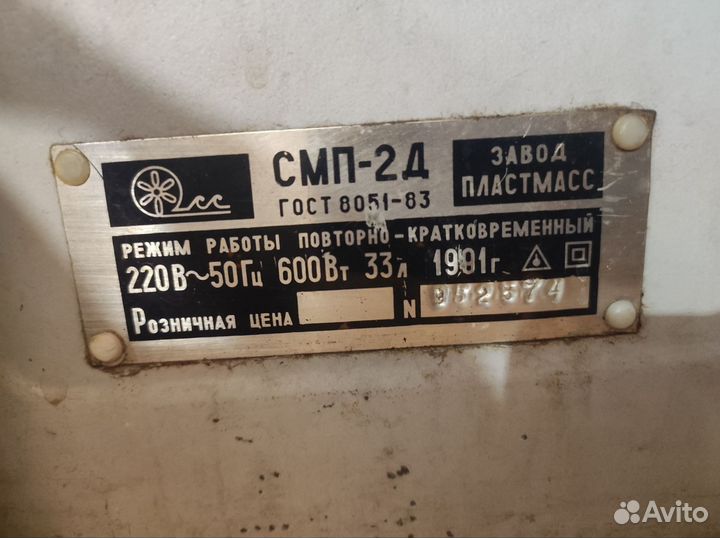 СМП-2Д
ГОСТ 8051-83
ЗАВОД
ПЛАСТМАСС
РЕЖИМ РАБОТЫ ПОВТОРНО-КРАТКОВРЕМЕННЫЙ
220В~50Гц 600Вт 33л 1991г
РОЗНИЧНАЯ ЦЕНА N 952574
Avito